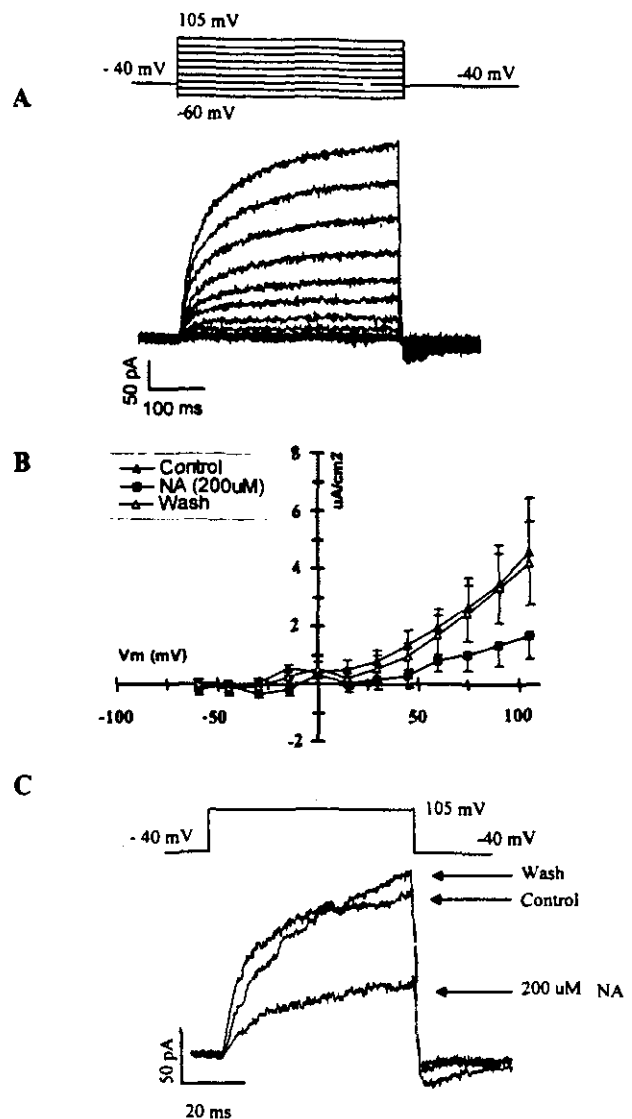 105 mV
- 40 mV
-40 mV
A
-60 mV
50 pA
100 ms
B
Control
NA (200uM)
Wash
uA/cm2
8
6
4
2
-2
Vm (mV)
-100
-50
0
50
100
C
105 mV
- 40 mV
-40 mV
Wash
Control
200 uM NA
50 pA
20 ms